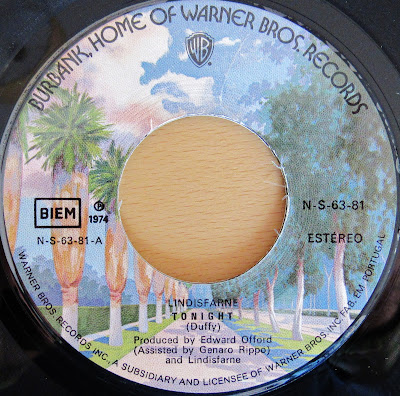 BURBANK, HOME OF WARNER BROS. RECORDS
WB
BIEM
℗
1974
N-S-63-81-A
N-S-63-81
ESTÉREO
LINDISFARNE
TONIGHT
(Duffy)
Produced by Edward Offord
(Assisted by Genaro Rippo)
and Lindisfarne
WARNER BROS. RECORDS INC., A SUBSIDIARY AND LICENSEE OF WARNER BROS. INC. FAB. EM PORTUGAL